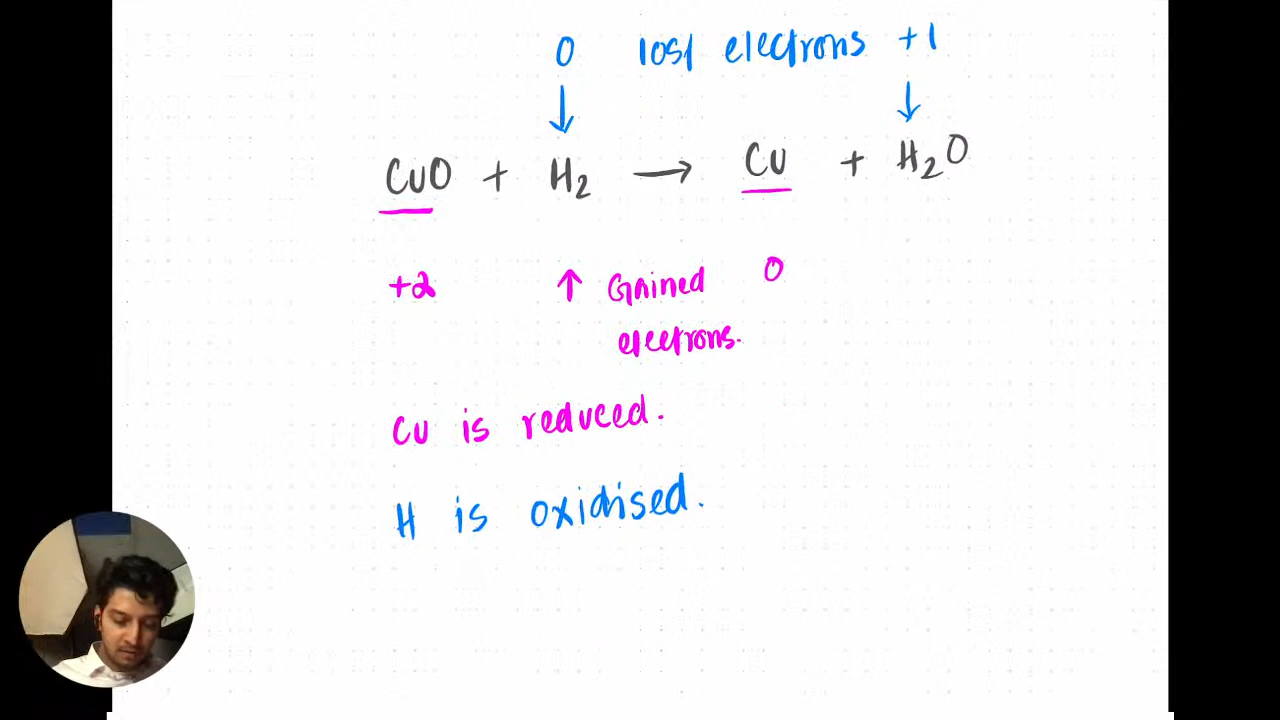 0 lost electrons +1
↓ ↓
CuO + H₂ → Cu + H₂O
+2 ↑ Gained 0
electrons.
Cu is reduced.
H is oxidised.